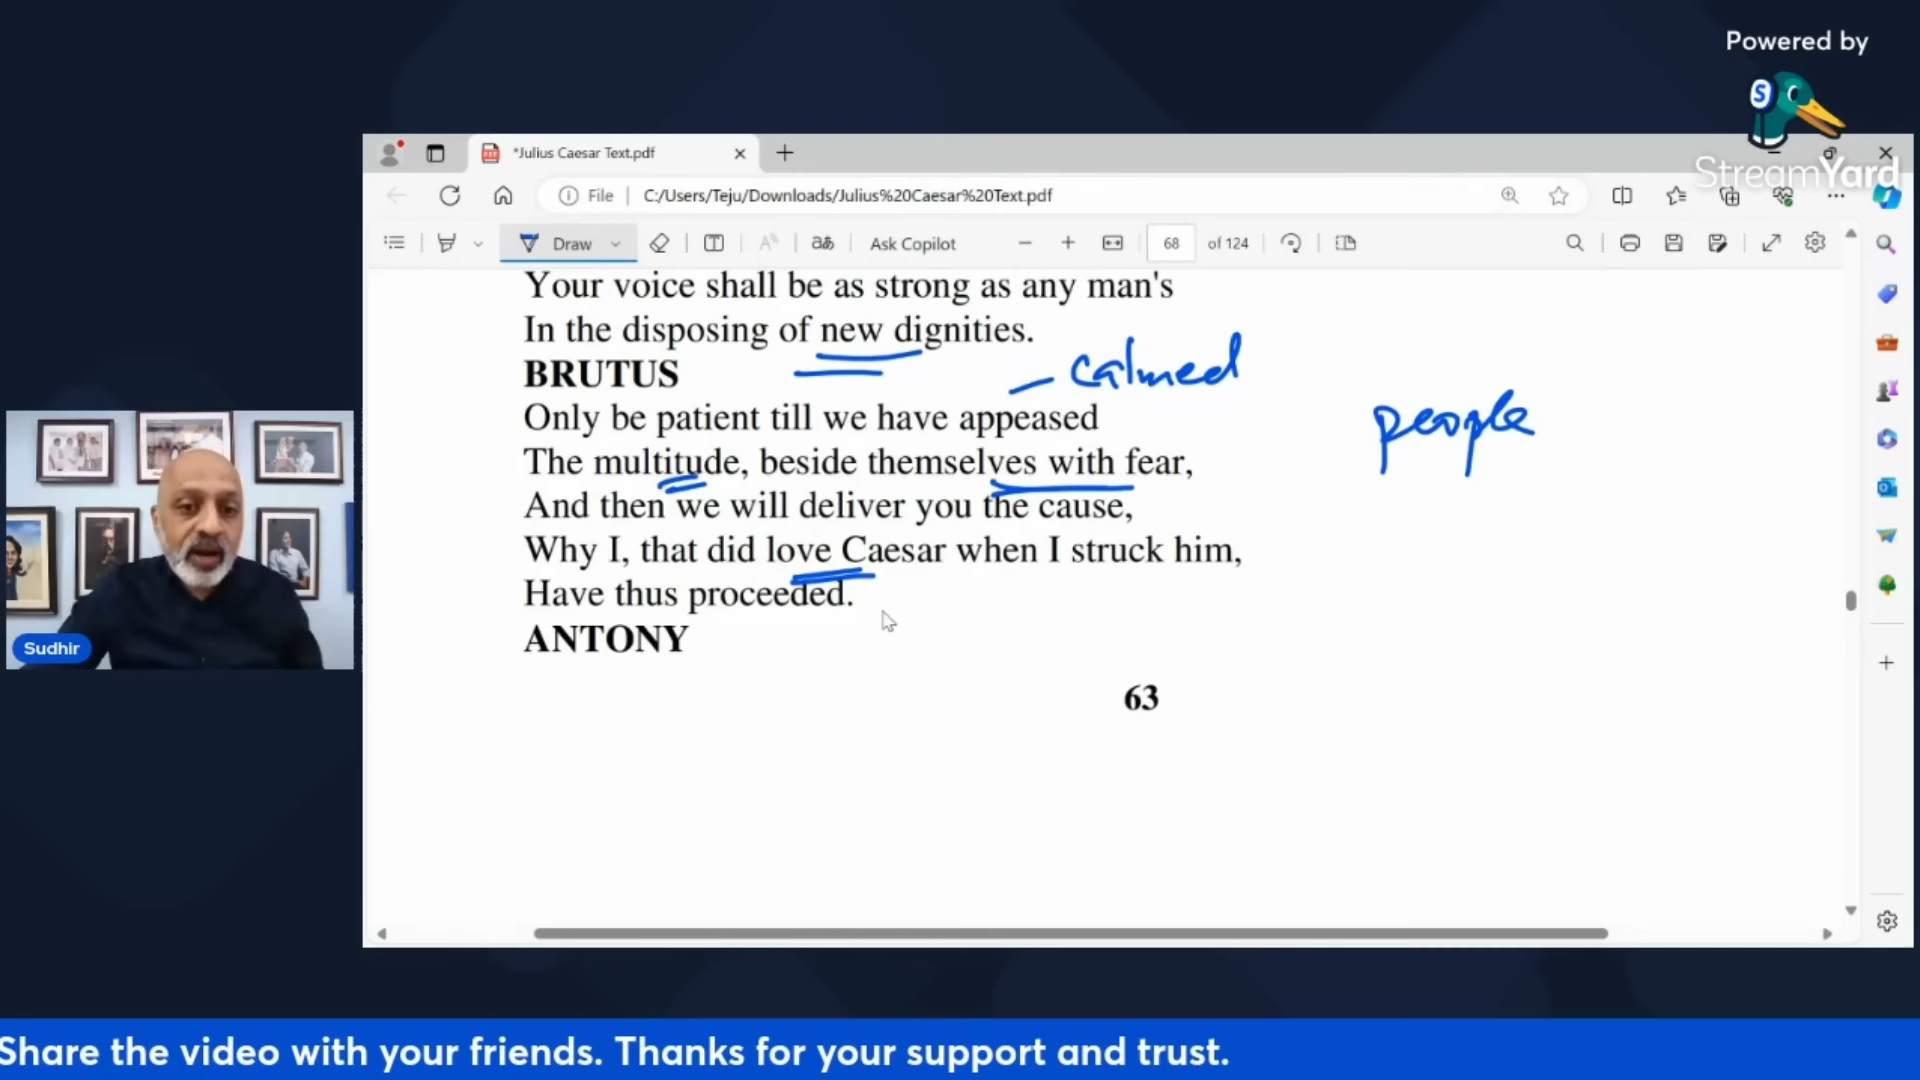 Powered by
S
StreamYard
*Julius Caesar Text.pdf
File
C:/Users/Teju/Downloads/Julius%20Caesar%20Text.pdf
Draw
aあ
Ask Copilot
68
of 124
Your voice shall be as strong as any man's
In the disposing of new dignities.
BRUTUS
calmed
Only be patient till we have appeased
people
The multitude, beside themselves with fear,
And then we will deliver you the cause,
Why I, that did love Caesar when I struck him,
Have thus proceeded.
ANTONY
63
Sudhir
Share the video with your friends. Thanks for your support and trust.